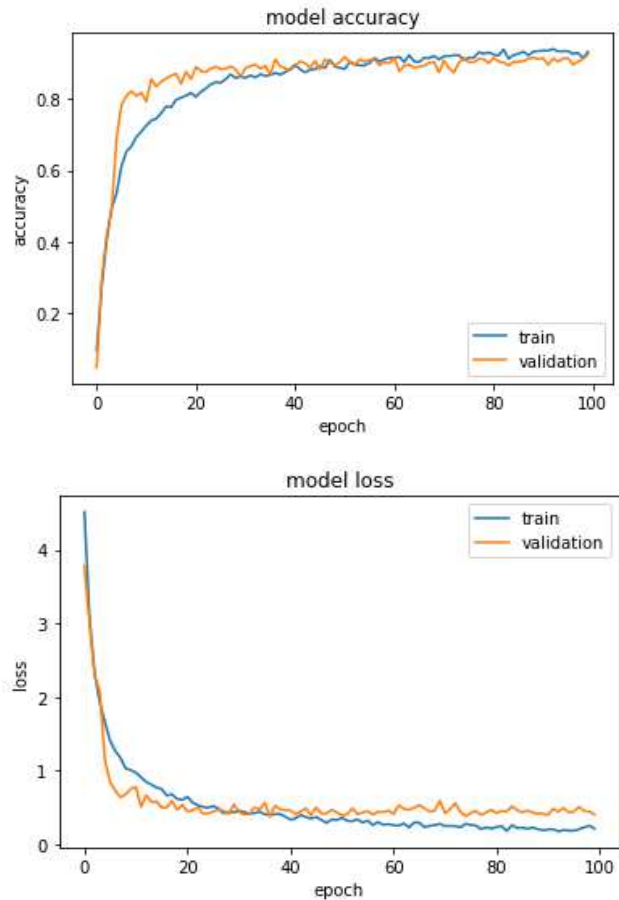 model accuracy
0.8
0.6
0.4
0.2
accuracy
train
validation
0 20 40 60 80 100
epoch
model loss
4
3
2
1
0
loss
train
validation
0 20 40 60 80 100
epoch